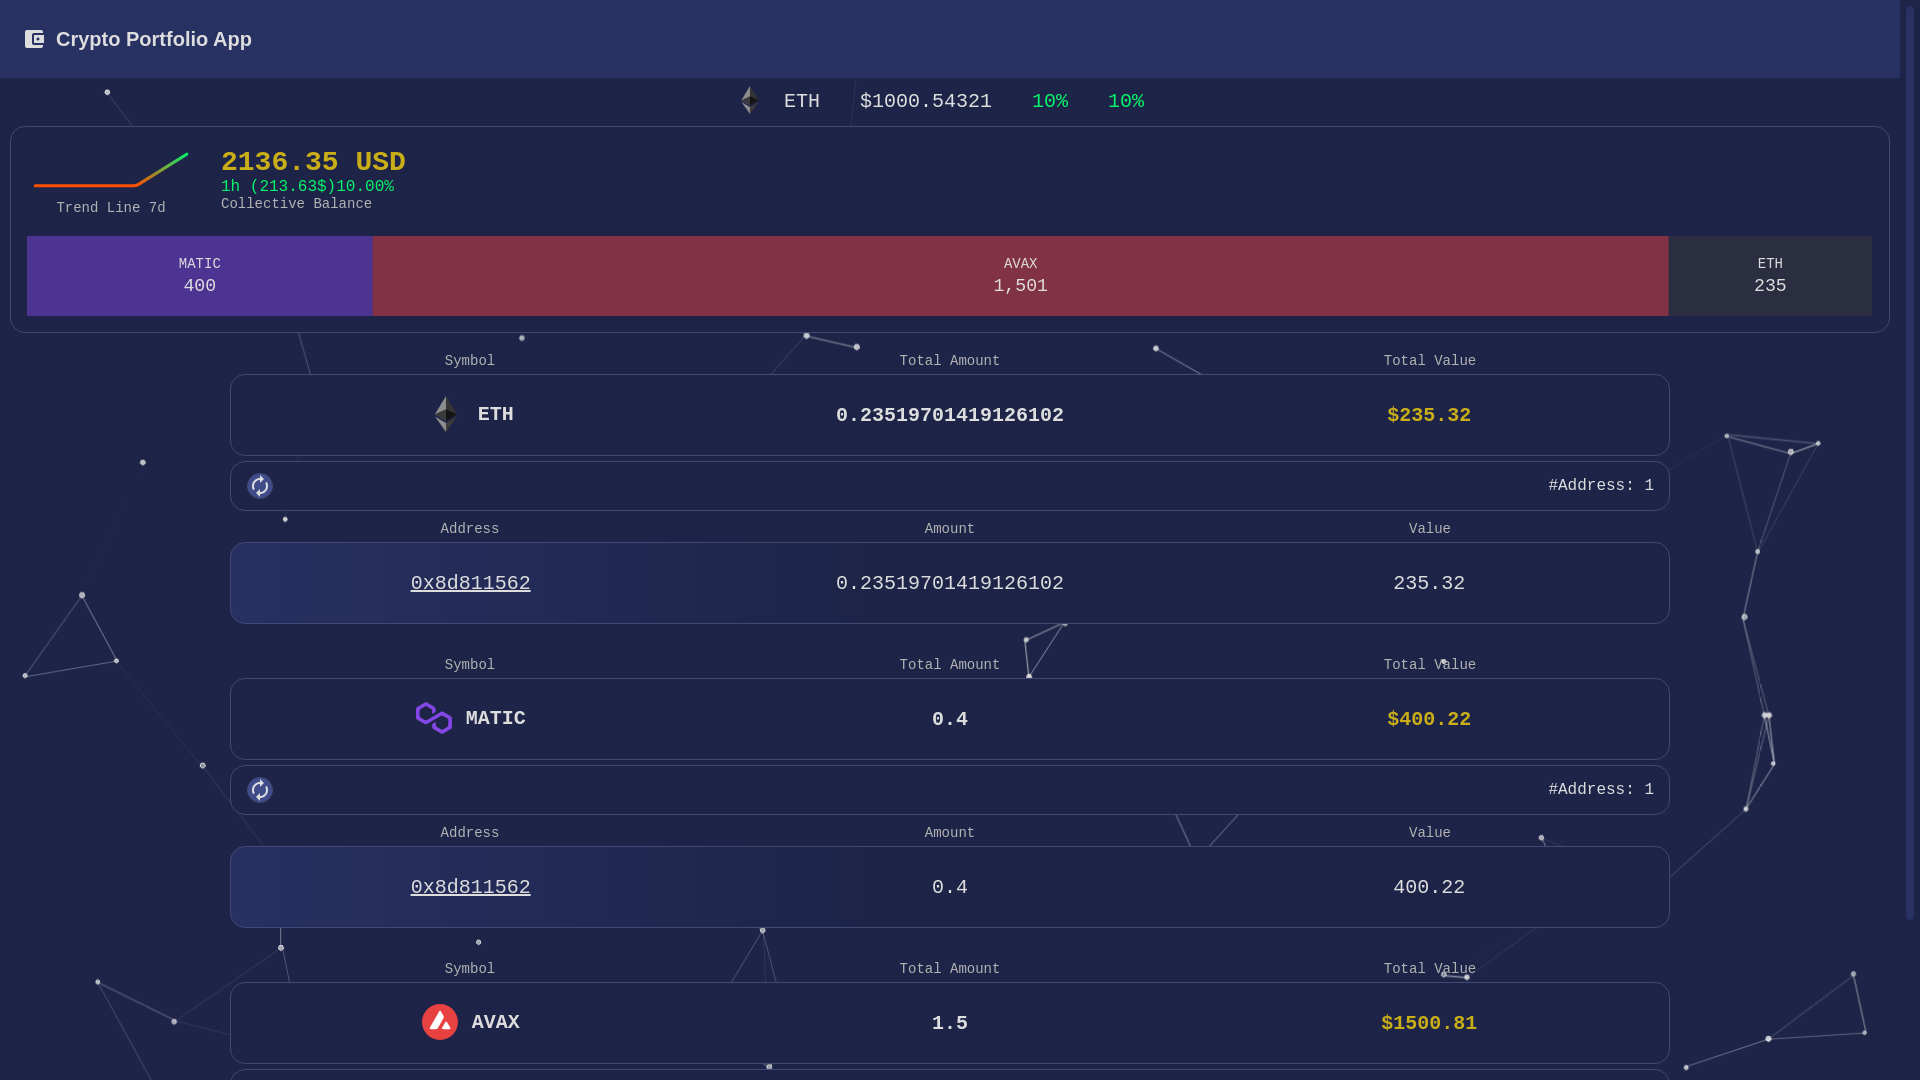 Crypto Portfolio App
ETH $1000.54321 10% 10%
2136.35 USD
1h (213.63$)10.00%
Collective Balance
Trend Line 7d
MATIC
400
AVAX
1,501
ETH
235
Symbol Total Amount Total Value
ETH 0.23519701419126102 $235.32
#Address: 1
Address Amount Value
0x8d811562 0.23519701419126102 235.32
Symbol Total Amount Total Value
MATIC 0.4 $400.22
#Address: 1
Address Amount Value
0x8d811562 0.4 400.22
Symbol Total Amount Total Value
AVAX 1.5 $1500.81